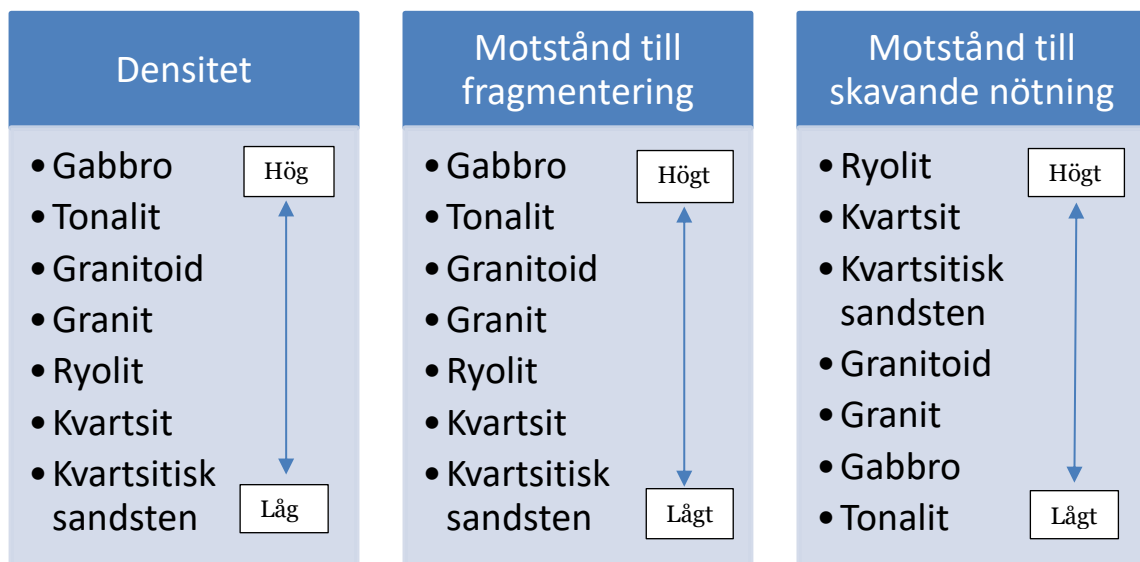 Densitet
• Gabbro
• Tonalit
• Granitoid
• Granit
• Ryolit
• Kvartsit
• Kvartsitisk
sandsten
Hög
Låg
Motstånd till
fragmentering
• Gabbro
• Tonalit
• Granitoid
• Granit
• Ryolit
• Kvartsit
• Kvartsitisk
sandsten
Högt
Lågt
Motstånd till
skavande nötning
• Ryolit
• Kvartsit
• Kvartsitisk
sandsten
• Granitoid
• Granit
• Gabbro
• Tonalit
Högt
Lågt